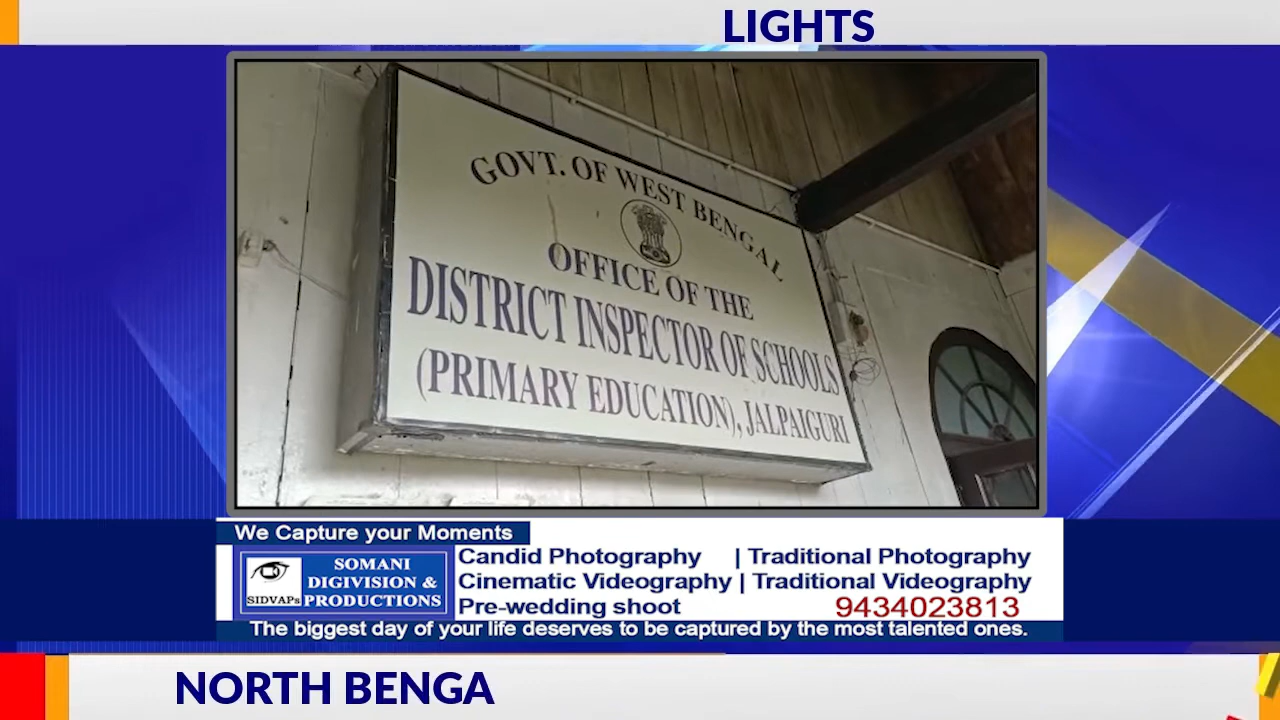 LIGHTS
GOVT. OF WEST BENGAL
OFFICE OF THE
DISTRICT INSPECTOR OF SCHOOLS
(PRIMARY EDUCATION), JALPAIGURI
We Capture your Moments
SIDVAPs
SOMANI
DIGIVISION &
PRODUCTIONS
Candid Photography | Traditional Photography
Cinematic Videography | Traditional Videography
Pre-wedding shoot 9434023813
The biggest day of your life deserves to be captured by the most talented ones.
NORTH BENGA